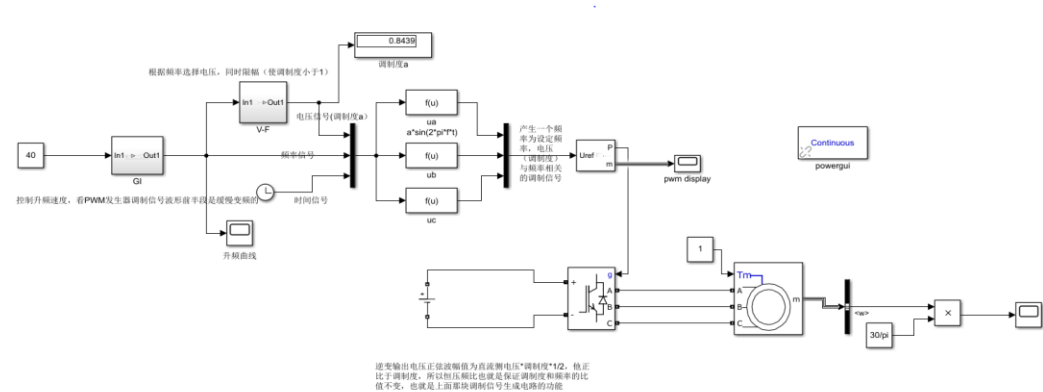 0.8439
调制度a
根据频率选择电压，同时限幅（使调制度小于1）
In1
Out1
V-F
电压信号(调制度a）
f(u)
ua
a*sin(2*pi*f*t)
40
In1
Out1
GI
频率信号
f(u)
ub
产生一个频
率为设定频
率，电压
（调制度）
与频率相关
的调制信号
Uref
P
m
pwm display
Continuous
powergui
控制升频速度，看PWM发生器调制信号波形前半段是缓慢变频的
时间信号
f(u)
uc
升频曲线
1
+
-
g
A
B
C
Tm
A
B
C
m
<w>
30/pi
×
逆变输出电压正弦波幅值为直流侧电压*调制度*1/2，他正
比于调制度，所以恒压频比也就是保证调制度和频率的比
值不变，也就是上面那块调制信号生成电路的功能